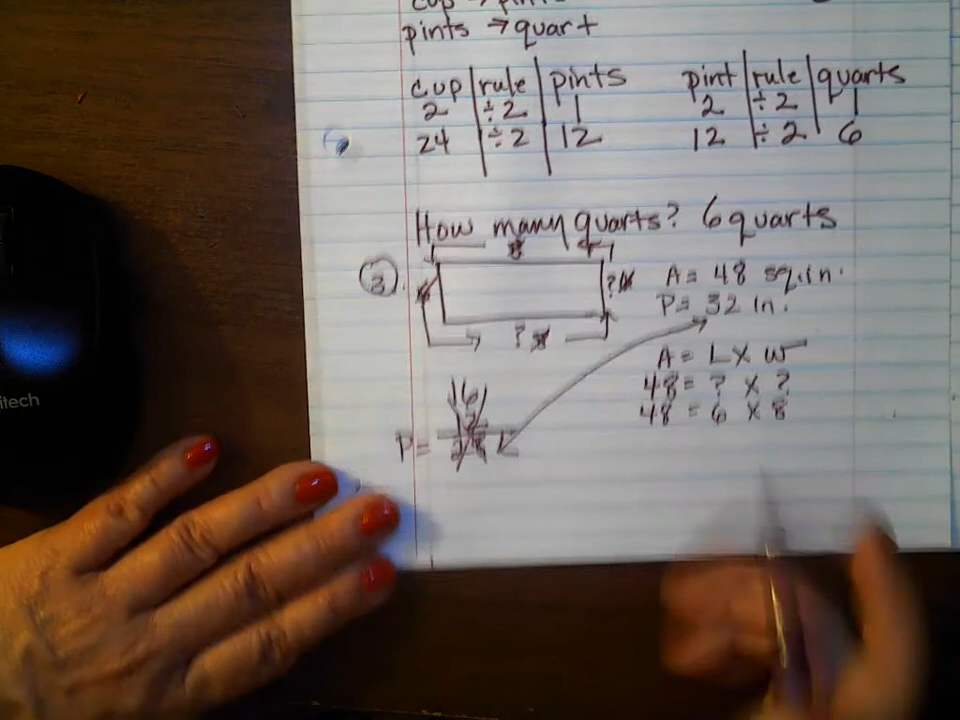 pints → quart
cup | rule | pints
2 | ÷2 | 1
24 | ÷2 | 12
pint | rule | quarts
2 | ÷2 | 1
12 | ÷2 | 6
How many quarts? 6 quarts
3.
?
?
A = 48 sq.in.
P = 32 in.
A = L x w
48 = ? x ?
48 = 6 x 8
P =
itech